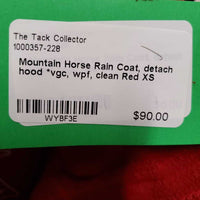 The Tack Collector
1000357-228
Mountain Horse Rain Coat, detach
hood *vgc, wpf, clean Red XS
WYBF3E
$90.00